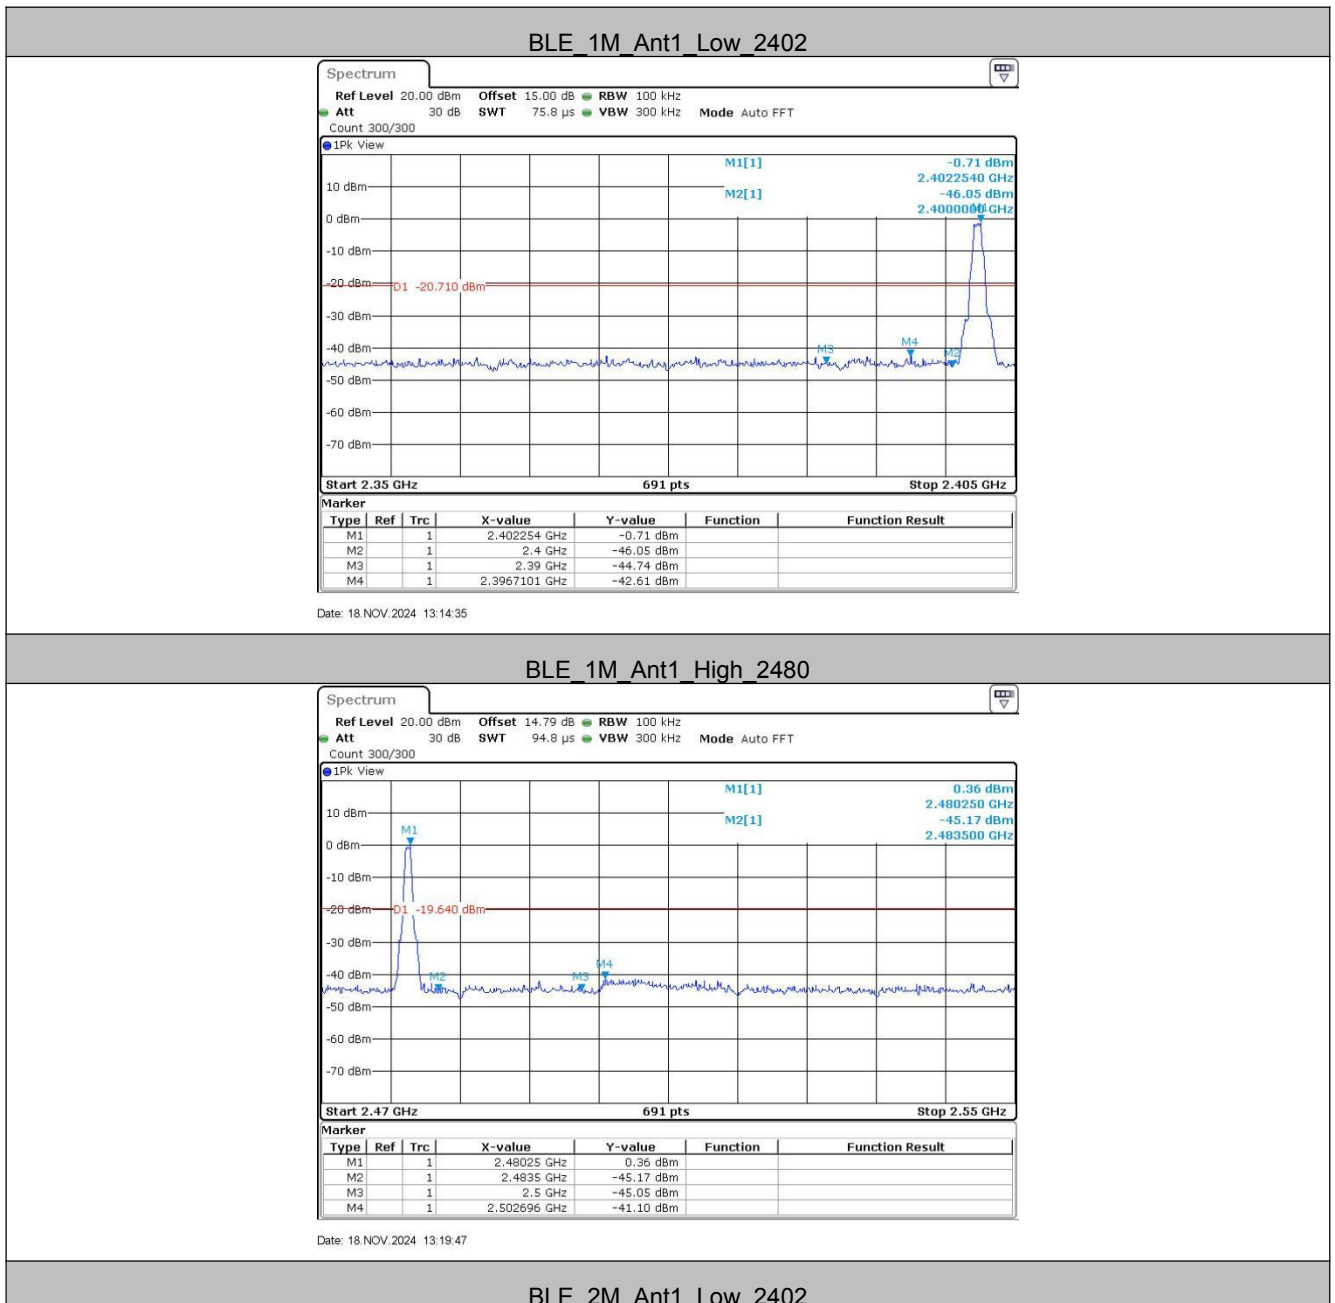 BLE_1M_Ant1_Low_2402
Spectrum
Ref Level 20.00 dBm Offset 15.00 dB RBW 100 kHz
Att 30 dB SWT 75.8 µs VBW 300 kHz Mode Auto FFT
Count 300/300
1Pk View
M1[1] -0.71 dBm
2.4022540 GHz
M2[1] -46.05 dBm
2.4000000 GHz
M1
10 dBm
0 dBm
-10 dBm
-20 dBm
D1 -20.710 dBm
-30 dBm
-40 dBm
M3 M4 M2
-50 dBm
-60 dBm
-70 dBm
Start 2.35 GHz 691 pts Stop 2.405 GHz
Marker
Type Ref Trc X-value Y-value Function Function Result
M1 1 2.402254 GHz -0.71 dBm
M2 1 2.4 GHz -46.05 dBm
M3 1 2.39 GHz -44.74 dBm
M4 1 2.3967101 GHz -42.61 dBm
Date: 18.NOV.2024 13:14:35
BLE_1M_Ant1_High_2480
Spectrum
Ref Level 20.00 dBm Offset 14.79 dB RBW 100 kHz
Att 30 dB SWT 94.8 µs VBW 300 kHz Mode Auto FFT
Count 300/300
1Pk View
M1[1] 0.36 dBm
2.480250 GHz
M2[1] -45.17 dBm
2.483500 GHz
10 dBm
M1
0 dBm
-10 dBm
-20 dBm
D1 -19.640 dBm
-30 dBm
-40 dBm
M2 M3 M4
-50 dBm
-60 dBm
-70 dBm
Start 2.47 GHz 691 pts Stop 2.55 GHz
Marker
Type Ref Trc X-value Y-value Function Function Result
M1 1 2.48025 GHz 0.36 dBm
M2 1 2.4835 GHz -45.17 dBm
M3 1 2.5 GHz -45.05 dBm
M4 1 2.502696 GHz -41.10 dBm
Date: 18.NOV.2024 13:19:47
BLE_2M_Ant1_Low_2402